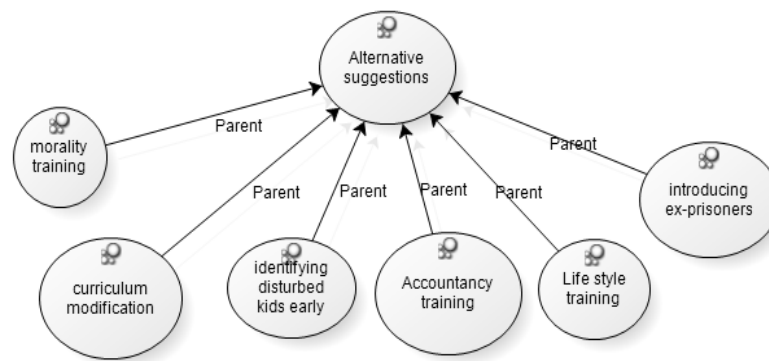 Alternative
suggestions
Parent
morality
training
Parent
Parent
Parent
Parent
Parent
introducing
ex-prisoners
curriculum
modification
identifying
disturbed
kids early
Accountancy
training
Life style
training